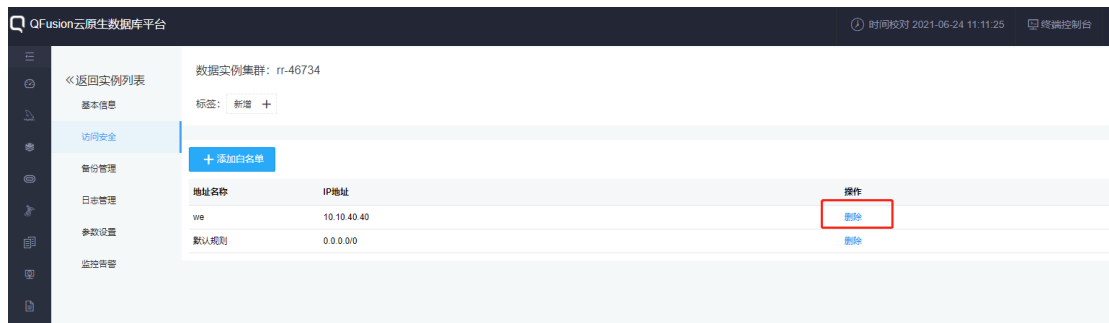 QFusion云原生数据库平台
时间校对 2021-06-24 11:11:25 终端控制台
《返回实例列表
基本信息
访问安全
备份管理
日志管理
参数设置
监控告警
数据实例集群：rr-46734
标签： 新增 +
+ 添加白名单
地址名称 IP地址 操作
we 10.10.40.40 删除
默认规则 0.0.0.0/0 删除